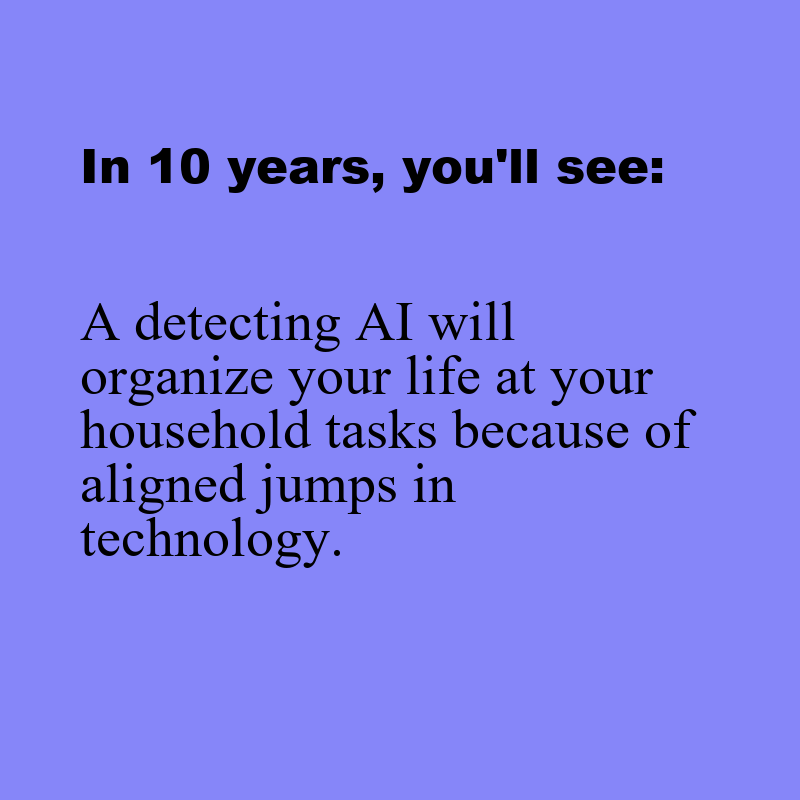 In 10 years, you'll see:
A detecting AI will
organize your life at your
household tasks because of
aligned jumps in
technology.